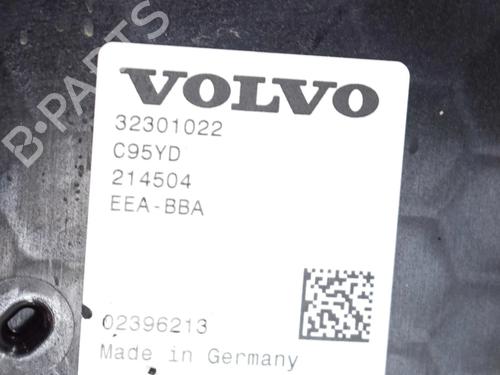 B-PARTS
VOLVO
32301022
C95YD
214504
EEA-BBA
02396213
Made in Germany